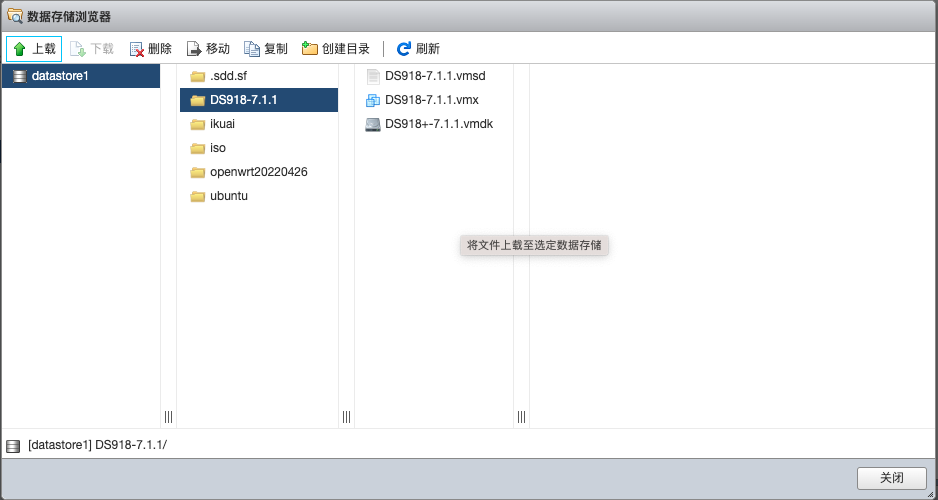 数据存储浏览器
上载 下载 删除 移动 复制 创建目录 刷新
datastore1 .sdd.sf DS918-7.1.1.vmsd
DS918-7.1.1 DS918-7.1.1.vmx
ikuai DS918+-7.1.1.vmdk
iso
openwrt20220426
ubuntu
将文件上载至选定数据存储
[datastore1] DS918-7.1.1/
关闭